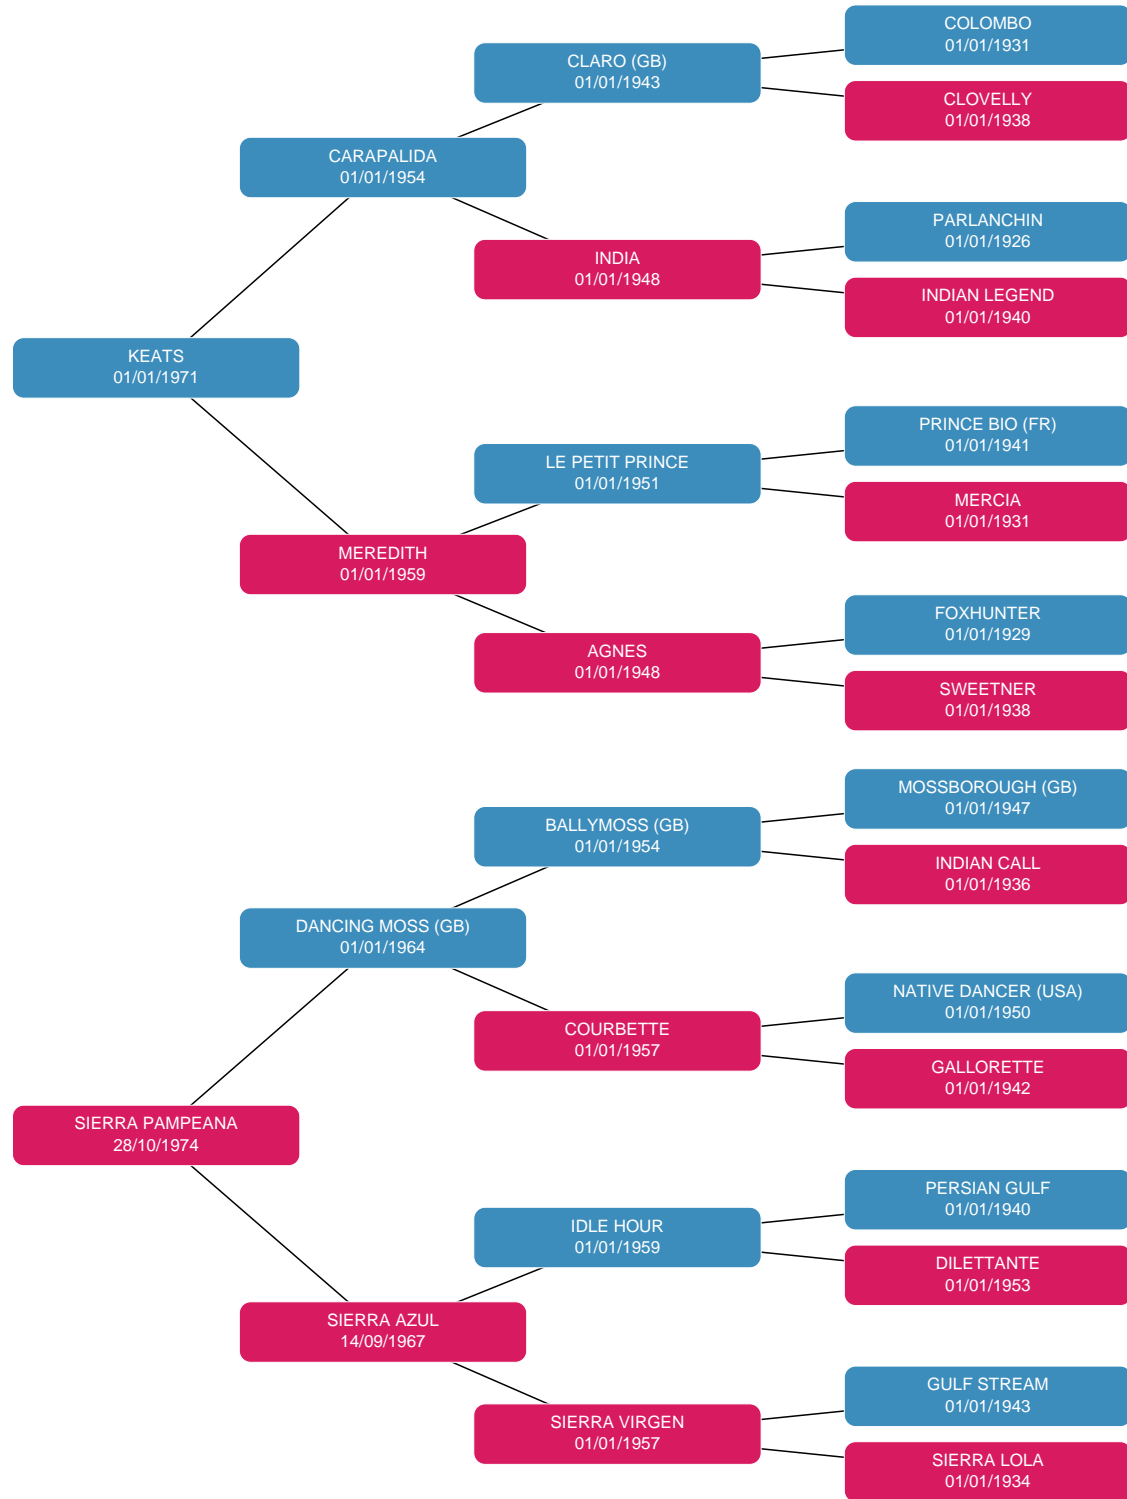 COLOMBO
01/01/1931
CLARO (GB)
01/01/1943
CLOVELLY
01/01/1938
CARAPALIDA
01/01/1954
PARLANCHIN
01/01/1926
INDIA
01/01/1948
INDIAN LEGEND
01/01/1940
KEATS
01/01/1971
PRINCE BIO (FR)
01/01/1941
LE PETIT PRINCE
01/01/1951
MERCIA
01/01/1931
MEREDITH
01/01/1959
FOXHUNTER
01/01/1929
AGNES
01/01/1948
SWEETNER
01/01/1938
MOSSBOROUGH (GB)
01/01/1947
BALLYMOSS (GB)
01/01/1954
INDIAN CALL
01/01/1936
DANCING MOSS (GB)
01/01/1964
NATIVE DANCER (USA)
01/01/1950
COURBETTE
01/01/1957
GALLORETTE
01/01/1942
SIERRA PAMPEANA
28/10/1974
PERSIAN GULF
01/01/1940
IDLE HOUR
01/01/1959
DILETTANTE
01/01/1953
SIERRA AZUL
14/09/1967
GULF STREAM
01/01/1943
SIERRA VIRGEN
01/01/1957
SIERRA LOLA
01/01/1934